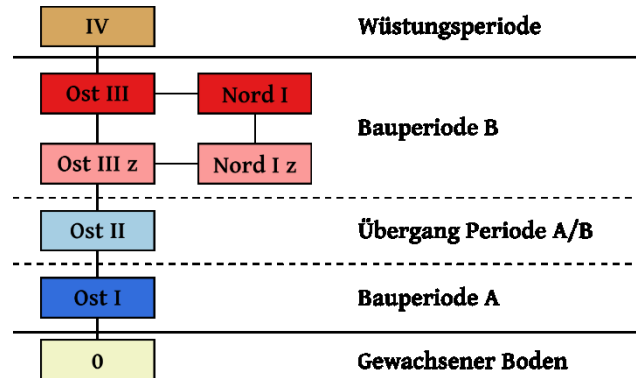 IV Wüstungsperiode
Ost III Nord I
Bauperiode B
Ost III z Nord I z
Ost II Übergang Periode A/B
Ost I Bauperiode A
0 Gewachsener Boden